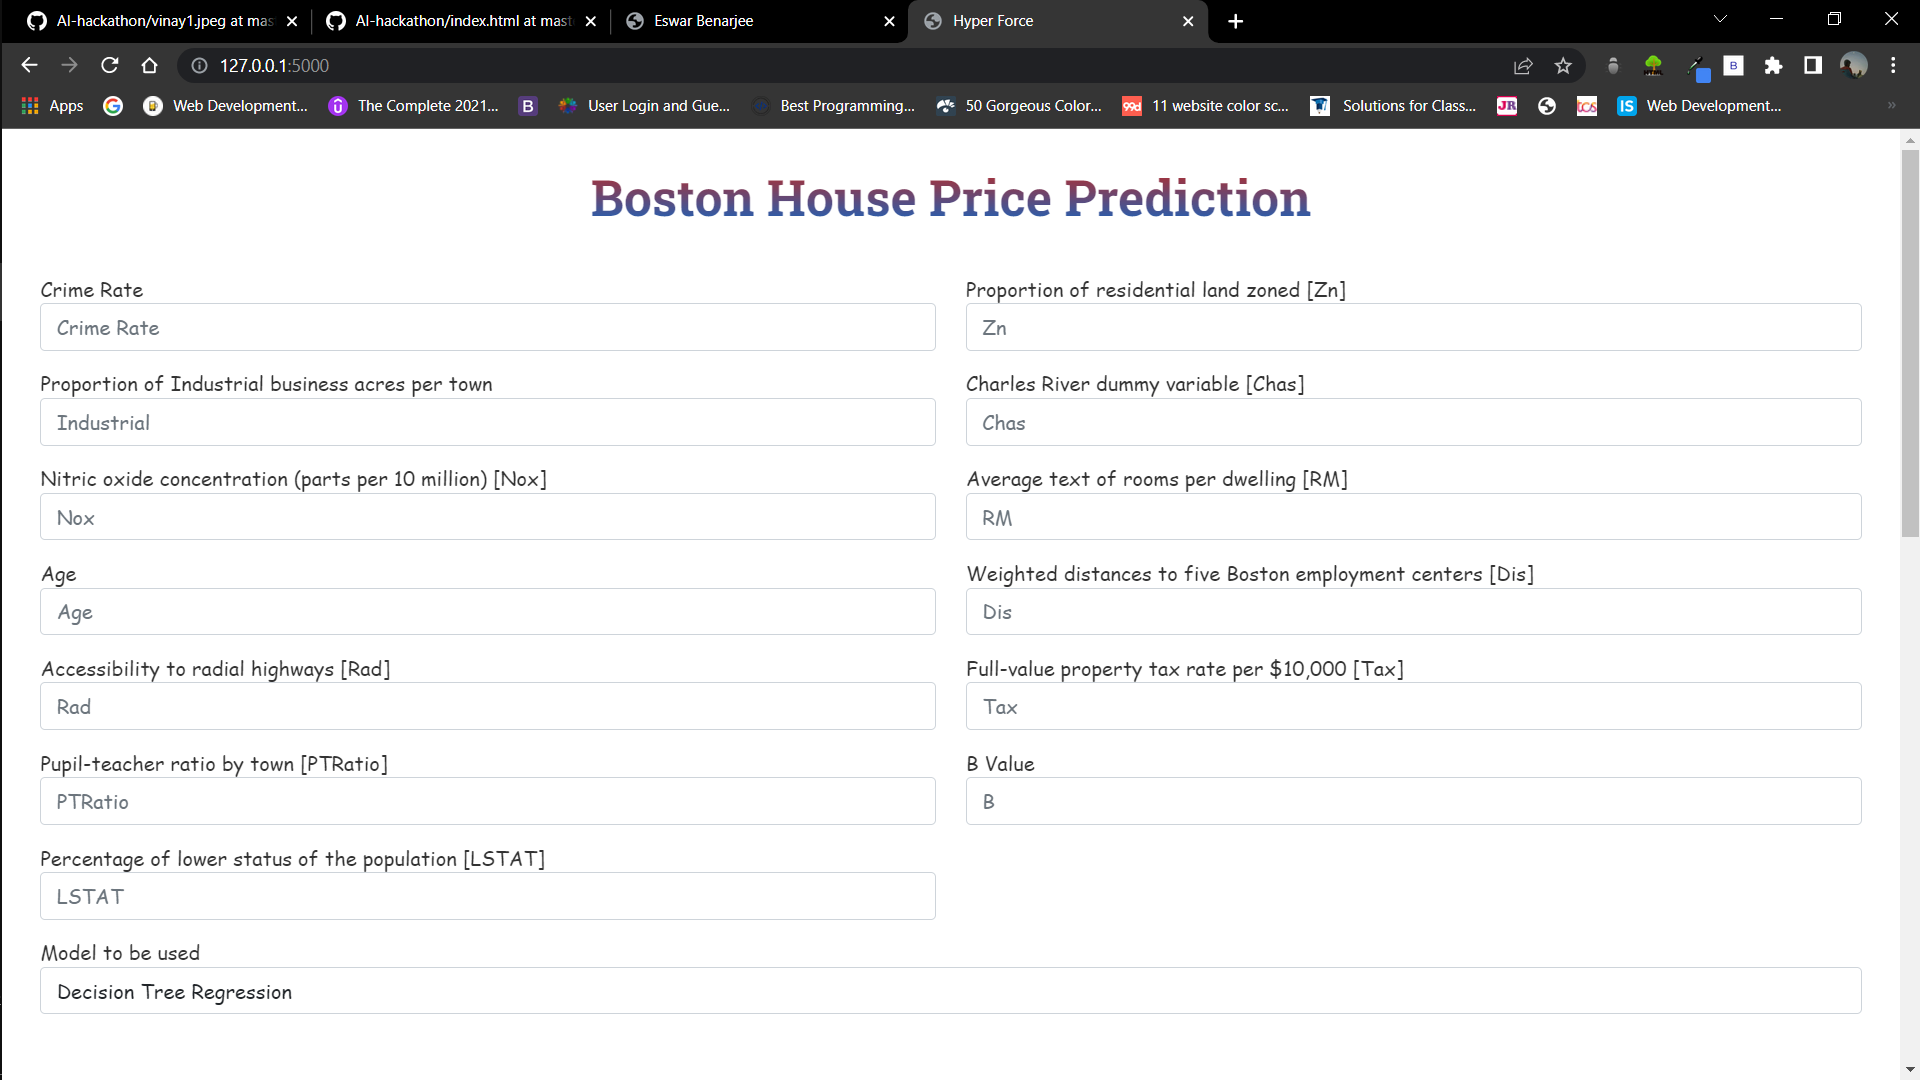 AI-hackathon/vinay1.jpeg at mas
AI-hackathon/index.html at mast
Eswar Benarjee
Hyper Force
127.0.0.1:5000
Apps
Web Development...
The Complete 2021...
B
User Login and Gue...
Best Programming...
50 Gorgeous Color...
99d
11 website color sc...
Solutions for Class...
JR
tcs
IS
Web Development...
Boston House Price Prediction
Crime Rate
Proportion of residential land zoned [Zn]
Crime Rate
Zn
Proportion of Industrial business acres per town
Charles River dummy variable [Chas]
Industrial
Chas
Nitric oxide concentration (parts per 10 million) [Nox]
Average text of rooms per dwelling [RM]
Nox
RM
Age
Weighted distances to five Boston employment centers [Dis]
Age
Dis
Accessibility to radial highways [Rad]
Full-value property tax rate per $10,000 [Tax]
Rad
Tax
Pupil-teacher ratio by town [PTRatio]
B Value
PTRatio
B
Percentage of lower status of the population [LSTAT]
LSTAT
Model to be used
Decision Tree Regression